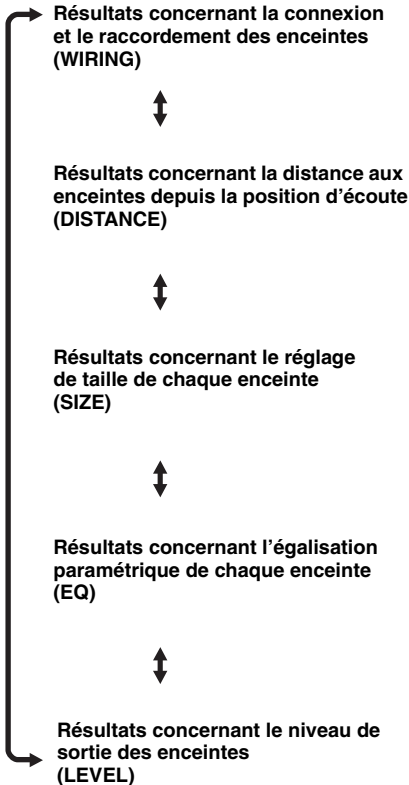 Résultats concernant la connexion
et le raccordement des enceintes
(WIRING)
Résultats concernant la distance aux
enceintes depuis la position d’écoute
(DISTANCE)
Résultats concernant le réglage
de taille de chaque enceinte
(SIZE)
Résultats concernant l’égalisation
paramétrique de chaque enceinte
(EQ)
Résultats concernant le niveau de
sortie des enceintes
(LEVEL)